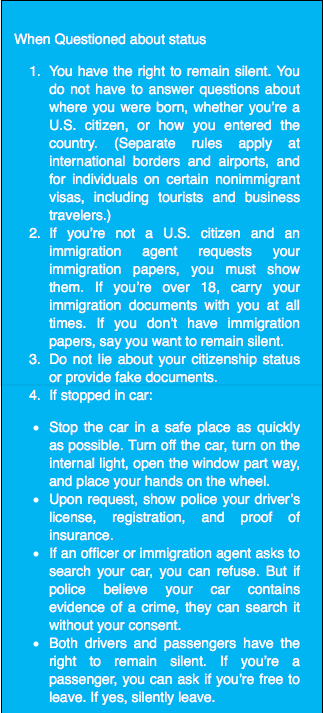 When Questioned about status
1. You have the right to remain silent. You
do not have to answer questions about
where you were born, whether you're a
U.S. citizen, or how you entered the
country. (Separate rules apply at
international borders and airports, and
for individuals on certain nonimmigrant
visas, including tourists and business
travelers.)
2. If you're not a U.S. citizen and an
immigration agent requests your
immigration papers, you must show
them. If you're over 18, carry your
immigration documents with you at all
times. If you don't have immigration
papers, say you want to remain silent.
3. Do not lie about your citizenship status
or provide fake documents.
4. If stopped in car:
• Stop the car in a safe place as quickly
as possible. Turn off the car, turn on the
internal light, open the window part way,
and place your hands on the wheel.
• Upon request, show police your driver's
license, registration, and proof of
insurance.
• If an officer or immigration agent asks to
search your car, you can refuse. But if
police believe your car contains
evidence of a crime, they can search it
without your consent.
• Both drivers and passengers have the
right to remain silent. If you're a
passenger, you can ask if you're free to
leave. If yes, silently leave.